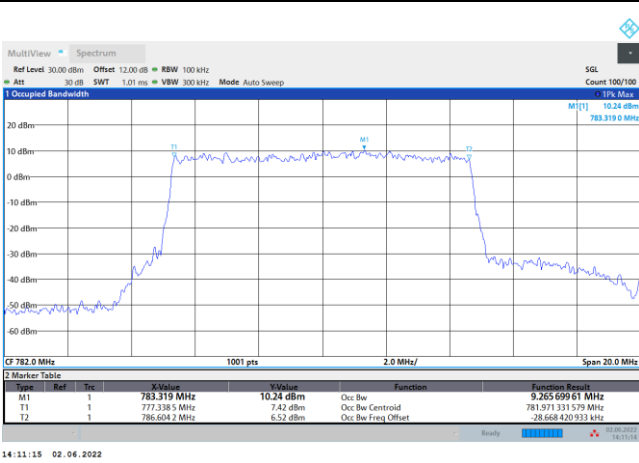 MultiView Spectrum
Ref Level 30.00 dBm Offset 12.00 dB RBW 100 kHz SGL
Att 30 dB SWT 1.01 ms VBW 300 kHz Mode Auto Sweep Count 100/100
1 Occupied Bandwidth 1Pk Max
M1[1] 10.24 dBm
783.319 0 MHz
20 dBm
T1 M1 T2
10 dBm
0 dBm
-10 dBm
-20 dBm
-30 dBm
-40 dBm
-50 dBm
-60 dBm
CF 782.0 MHz 1001 pts 2.0 MHz/ Span 20.0 MHz
2 Marker Table
Type Ref Trc X-Value Y-Value Function Function Result
M1 1 783.319 MHz 10.24 dBm Occ Bw 9.265 699 61 MHz
T1 1 777.338 5 MHz 7.42 dBm Occ Bw Centroid 781.971 331 579 MHz
T2 1 786.604 2 MHz 6.52 dBm Occ Bw Freq Offset -28.668 420 933 kHz
Ready 02.06.2022
14:11:14
14:11:15 02.06.2022